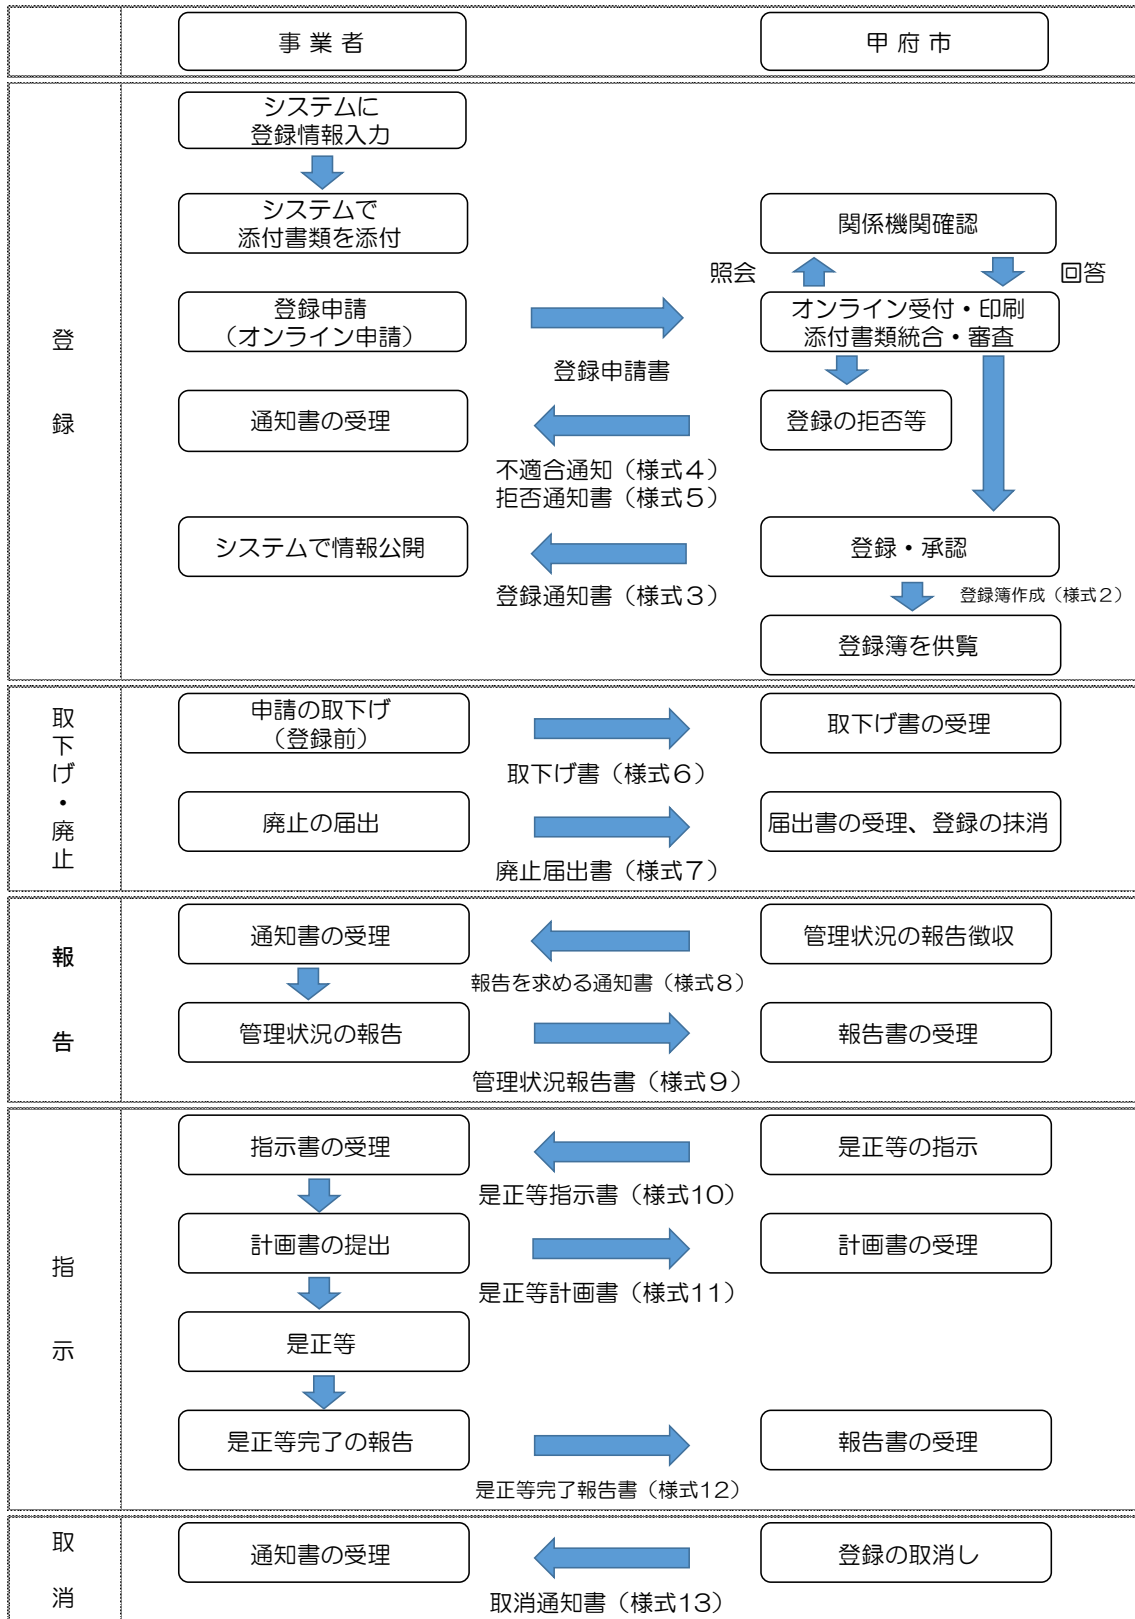 事業者
甲府市
登録
システムに
登録情報入力
システムで
添付書類を添付
関係機関確認
照会
回答
登録申請
（オンライン申請）
オンライン受付・印刷
添付書類統合・審査
登録申請書
通知書の受理
登録の拒否等
不適合通知（様式4）
拒否通知書（様式5）
システムで情報公開
登録・承認
登録通知書（様式3）
登録簿作成（様式2）
登録簿を供覧
取下げ・廃止
申請の取下げ
（登録前）
取下げ書の受理
取下げ書（様式6）
廃止の届出
届出書の受理、登録の抹消
廃止届出書（様式7）
報告
通知書の受理
管理状況の報告徴収
報告を求める通知書（様式8）
管理状況の報告
報告書の受理
管理状況報告書（様式9）
指示
指示書の受理
是正等の指示
是正等指示書（様式10）
計画書の提出
計画書の受理
是正等計画書（様式11）
是正等
是正等完了の報告
報告書の受理
是正等完了報告書（様式12）
取消
通知書の受理
登録の取消し
取消通知書（様式13）